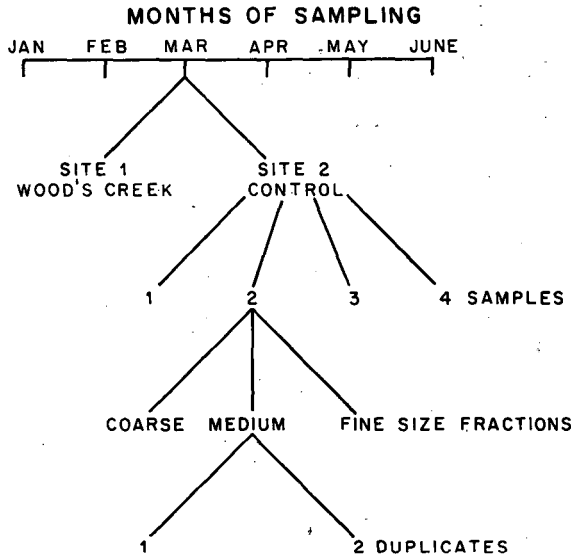 MONTHS OF SAMPLING
JAN FEB MAR APR MAY JUNE
SITE 1 SITE 2
WOOD'S CREEK CONTROL
1 2 3 4 SAMPLES
COARSE MEDIUM FINE SIZE FRACTIONS
1 2 DUPLICATES